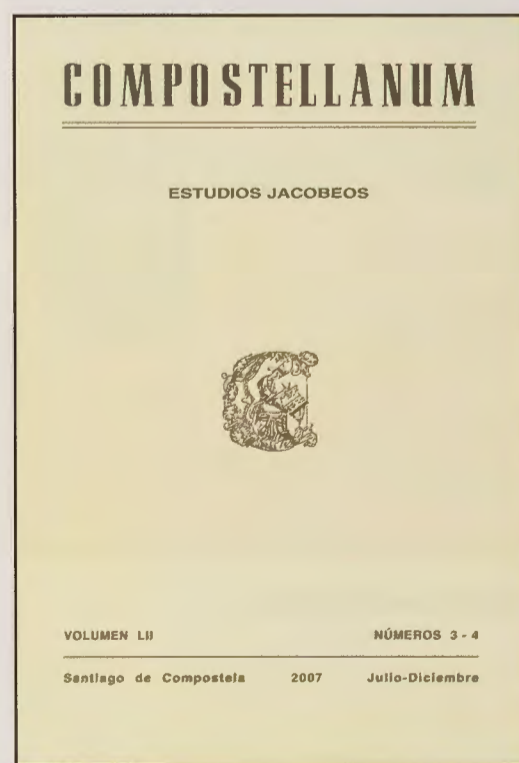 COMPOSTELLANUM
ESTUDIOS JACOBEOS
VOLUMEN LII NÚMEROS 3 - 4
Santiago de Compostela 2007 Julio-Diciembre